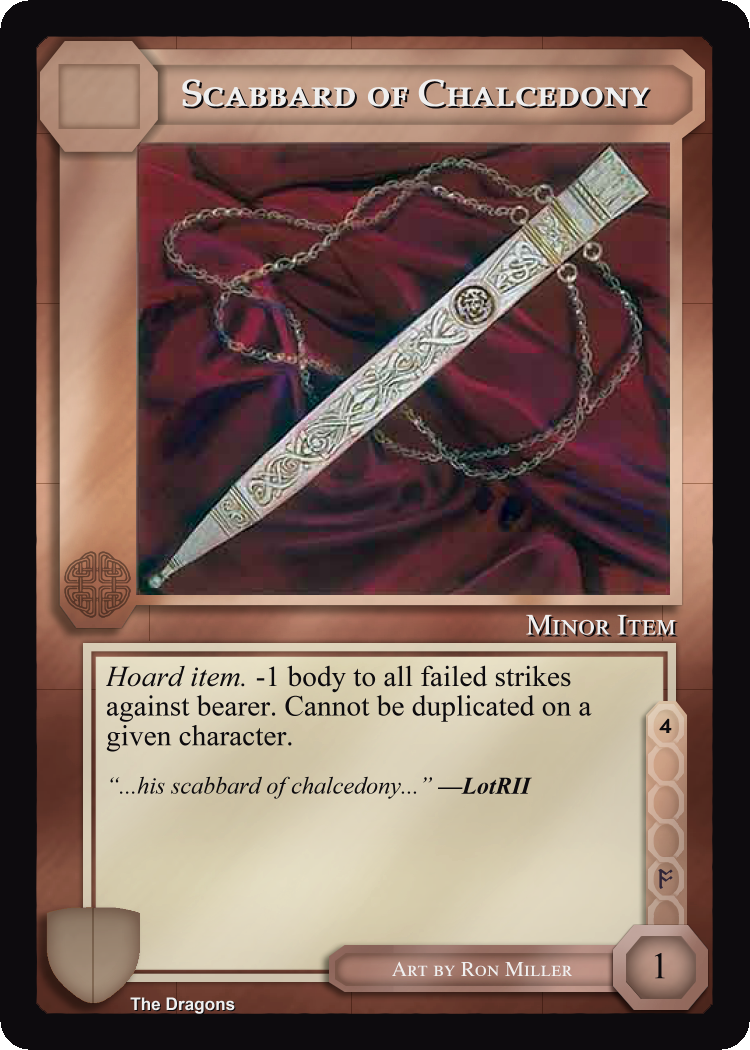 Scabbard of Chalcedony
Minor Item
Hoard item. -1 body to all failed strikes
against bearer. Cannot be duplicated on a
given character.
“...his scabbard of chalcedony...” —LotRII
4
ᚩ
Art by Ron Miller
1
The Dragons